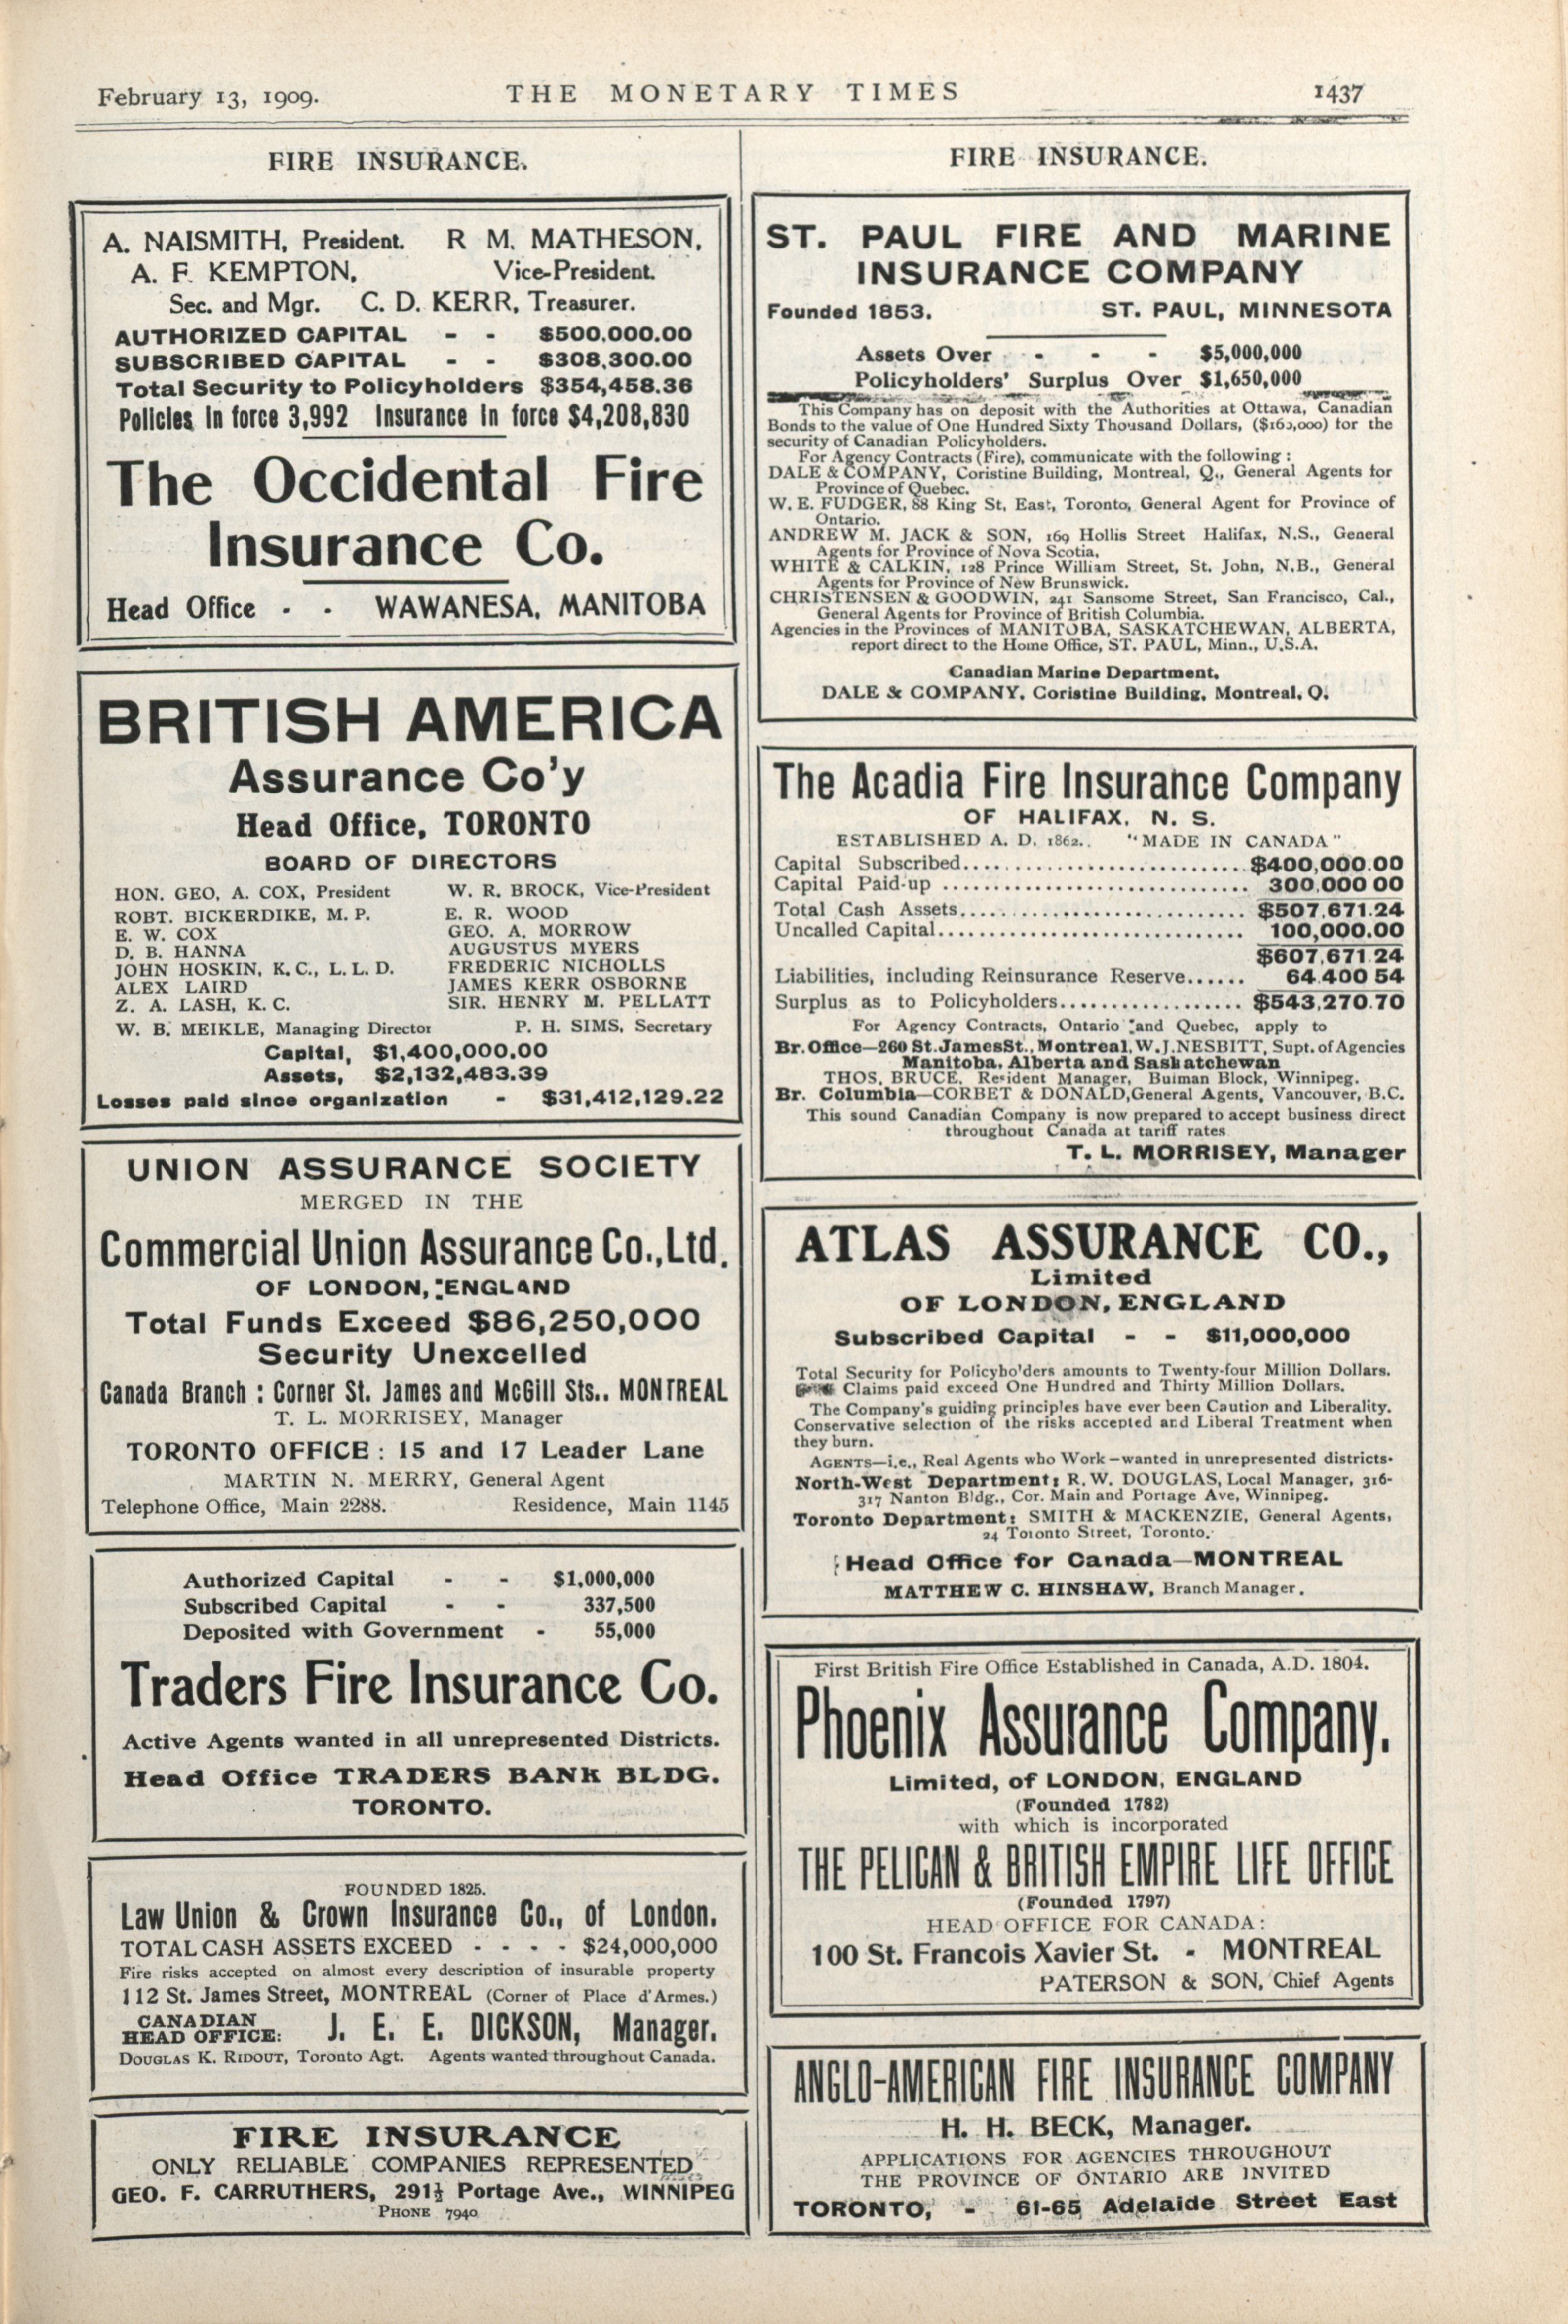 February 13, 1909.
THE MONETARY TIMES
1437
FIRE INSURANCE.
A. NAISMITH, President. R M. MATHESON,
A. F. KEMPTON, Vice-President.
Sec. and Mgr. C. D. KERR, Treasurer.
AUTHORIZED CAPITAL - - $500,000.00
SUBSCRIBED CAPITAL - - $308,300.00
Total Security to Policyholders $354,458.36
Policies in force 3,992 Insurance in force $4,208,830
The Occidental Fire
Insurance Co.
Head Office - - WAWANESA, MANITOBA
BRITISH AMERICA
Assurance Co'y
Head Office, TORONTO
BOARD OF DIRECTORS
HON. GEO. A. COX, President W. R. BROCK, Vice-President
ROBT. BICKERDIKE, M. P. E. R. WOOD
E. W. COX GEO. A. MORROW
D. B. HANNA AUGUSTUS MYERS
JOHN HOSKIN, K. C., L. L. D. FREDERIC NICHOLLS
ALEX LAIRD JAMES KERR OSBORNE
Z. A. LASH, K. C. SIR. HENRY M. PELLATT
W. B. MEIKLE, Managing Director P. H. SIMS, Secretary
Capital, $1,400,000.00
Assets, $2,132,483.39
Losses paid since organization - $31,412,129.22
UNION ASSURANCE SOCIETY
MERGED IN THE
Commercial Union Assurance Co., Ltd.
OF LONDON, ENGLAND
Total Funds Exceed $86,250,000
Security Unexcelled
Canada Branch : Corner St. James and McGill Sts.. MONTREAL
T. L. MORRISEY, Manager
TORONTO OFFICE : 15 and 17 Leader Lane
MARTIN N. MERRY, General Agent
Telephone Office, Main 2288. Residence, Main 1145
Authorized Capital - - $1,000,000
Subscribed Capital - - 337,500
Deposited with Government - 55,000
Traders Fire Insurance Co.
Active Agents wanted in all unrepresented Districts.
Head Office TRADERS BANK BLDG.
TORONTO.
FOUNDED 1825.
Law Union & Crown Insurance Co., of London.
TOTAL CASH ASSETS EXCEED - - - - $24,000,000
Fire risks accepted on almost every description of insurable property
112 St. James Street, MONTREAL (Corner of Place d'Armes.)
CANADIAN
HEAD OFFICE: J. E. E. DICKSON, Manager.
DOUGLAS K. RIDOUT, Toronto Agt. Agents wanted throughout Canada.
FIRE INSURANCE
ONLY RELIABLE COMPANIES REPRESENTED
GEO. F. CARRUTHERS, 291½ Portage Ave., WINNIPEG
PHONE 7940
FIRE INSURANCE.
ST. PAUL FIRE AND MARINE
INSURANCE COMPANY
Founded 1853. ST. PAUL, MINNESOTA
Assets Over - - - $5,000,000
Policyholders' Surplus Over $1,650,000
This Company has on deposit with the Authorities at Ottawa, Canadian
Bonds to the value of One Hundred Sixty Thousand Dollars, ($160,000) for the
security of Canadian Policyholders.
For Agency Contracts (Fire), communicate with the following :
DALE & COMPANY, Coristine Building, Montreal, Q., General Agents for
Province of Quebec.
W. E. FUDGER, 88 King St, East, Toronto, General Agent for Province of
Ontario.
ANDREW M. JACK & SON, 169 Hollis Street Halifax, N.S., General
Agents for Province of Nova Scotia,
WHITE & CALKIN, 128 Prince William Street, St. John, N.B., General
Agents for Province of New Brunswick.
CHRISTENSEN & GOODWIN, 241 Sansome Street, San Francisco, Cal.,
General Agents for Province of British Columbia.
Agencies in the Provinces of MANITOBA, SASKATCHEWAN, ALBERTA,
report direct to the Home Office, ST. PAUL, Minn., U.S.A.
Canadian Marine Department,
DALE & COMPANY, Coristine Building, Montreal, Q.
The Acadia Fire Insurance Company
OF HALIFAX, N. S.
ESTABLISHED A. D. 1862.. "MADE IN CANADA"
Capital Subscribed.............................. $400,000.00
Capital Paid-up .............................. 300,000 00
Total Cash Assets.............................. $507,671.24
Uncalled Capital.............................. 100,000.00
$607,671.24
Liabilities, including Reinsurance Reserve...... 64,400 54
Surplus as to Policyholders.................. $543,270.70
For Agency Contracts, Ontario and Quebec, apply to
Br. Office—260 St. James St., Montreal, W. J. NESBITT, Supt. of Agencies
Manitoba, Alberta and Saskatchewan
THOS, BRUCE, Resident Manager, Bulman Block, Winnipeg.
Br. Columbia—CORBET & DONALD, General Agents, Vancouver, B.C.
This sound Canadian Company is now prepared to accept business direct
throughout Canada at tariff rates
T. L. MORRISEY, Manager
ATLAS ASSURANCE CO.,
Limited
OF LONDON, ENGLAND
Subscribed Capital - - $11,000,000
Total Security for Policyholders amounts to Twenty-four Million Dollars.
Claims paid exceed One Hundred and Thirty Million Dollars.
The Company's guiding principles have ever been Caution and Liberality.
Conservative selection of the risks accepted and Liberal Treatment when
they burn.
AGENTS—i.e., Real Agents who Work—wanted in unrepresented districts.
North-West Department: R. W. DOUGLAS, Local Manager, 316-
317 Nanton Bldg., Cor. Main and Portage Ave, Winnipeg.
Toronto Department: SMITH & MACKENZIE, General Agents,
24 Toronto Street, Toronto.
Head Office for Canada—MONTREAL
MATTHEW C. HINSHAW, Branch Manager.
First British Fire Office Established in Canada, A.D. 1804.
Phoenix Assurance Company.
Limited, of LONDON, ENGLAND
(Founded 1782)
with which is incorporated
THE PELICAN & BRITISH EMPIRE LIFE OFFICE
(Founded 1797)
HEAD OFFICE FOR CANADA:
100 St. Francois Xavier St. - MONTREAL
PATERSON & SON, Chief Agents
ANGLO-AMERICAN FIRE INSURANCE COMPANY
H. H. BECK, Manager.
APPLICATIONS FOR AGENCIES THROUGHOUT
THE PROVINCE OF ONTARIO ARE INVITED
TORONTO, - 61-65 Adelaide Street East